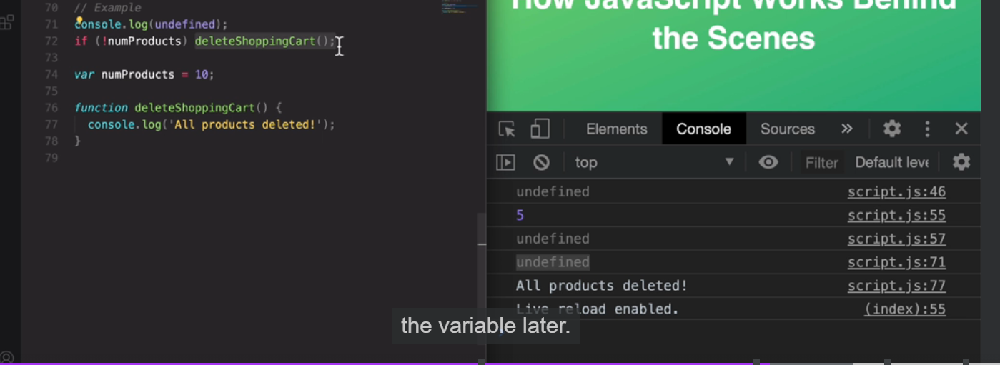 70 // Example
71 console.log(undefined);
72 if (!numProducts) deleteShoppingCart();
73
74 var numProducts = 10;
75
76 function deleteShoppingCart() {
77 console.log('All products deleted!');
78 }
79
How JavaScript Works Behind
the Scenes
Elements Console Sources »
top Filter Default leve
undefined script.js:46
5 script.js:55
undefined script.js:57
undefined script.js:71
All products deleted! script.js:77
Live reload enabled. (index):55
the variable later.